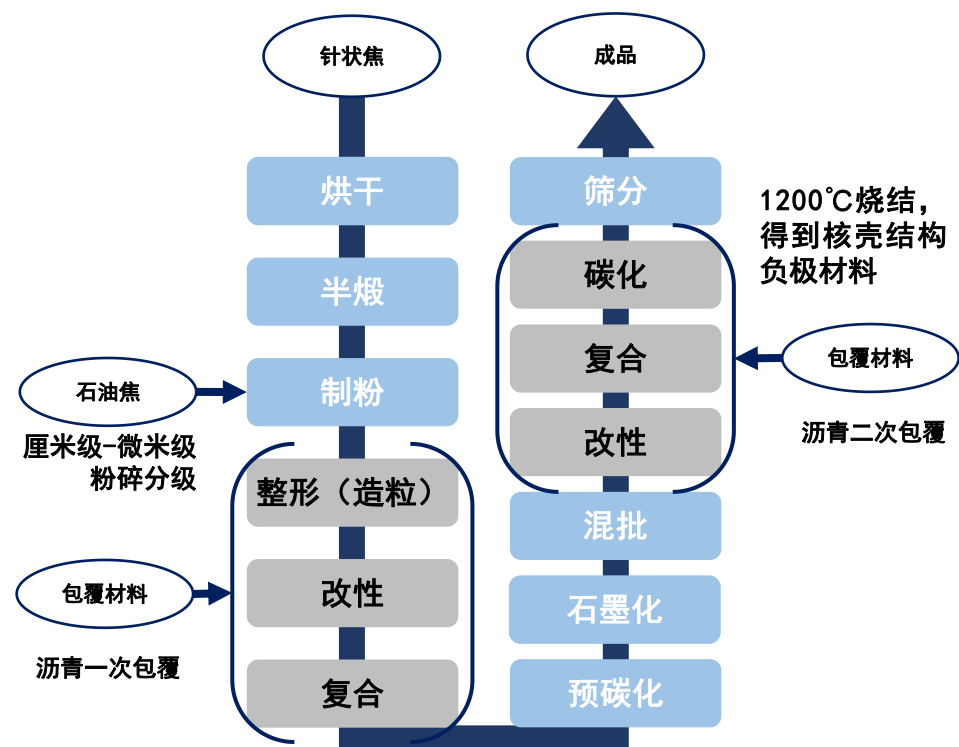 针状焦
烘干
半煅
制粉
石油焦
厘米级-微米级
粉碎分级
整形（造粒）
改性
复合
包覆材料
沥青一次包覆
成品
筛分
碳化
复合
改性
混批
石墨化
预碳化
1200℃烧结，
得到核壳结构
负极材料
包覆材料
沥青二次包覆